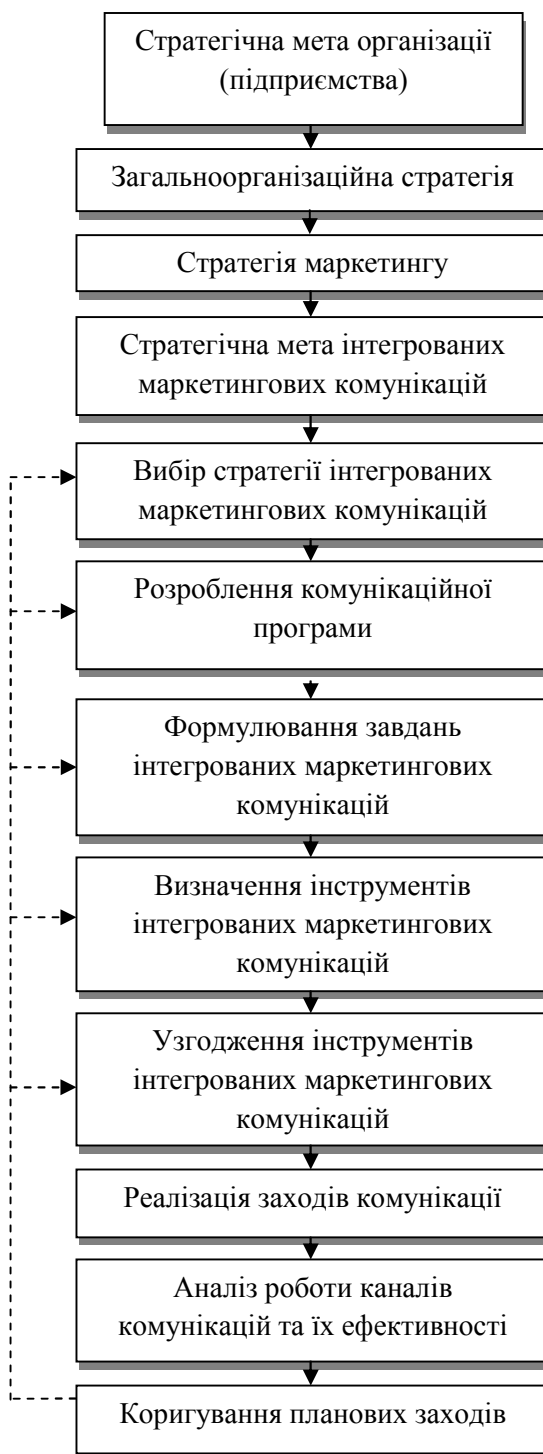 Стратегічна мета організації
(підприємства)
Загальноорганізаційна стратегія
Стратегія маркетингу
Стратегічна мета інтегрованих
маркетингових комунікацій
Вибір стратегії інтегрованих
маркетингових комунікацій
Розроблення комунікаційної
програми
Формулювання завдань
інтегрованих маркетингових
комунікацій
Визначення інструментів
інтегрованих маркетингових
комунікацій
Узгодження інструментів
інтегрованих маркетингових
комунікацій
Реалізація заходів комунікації
Аналіз роботи каналів
комунікацій та їх ефективності
Коригування планових заходів